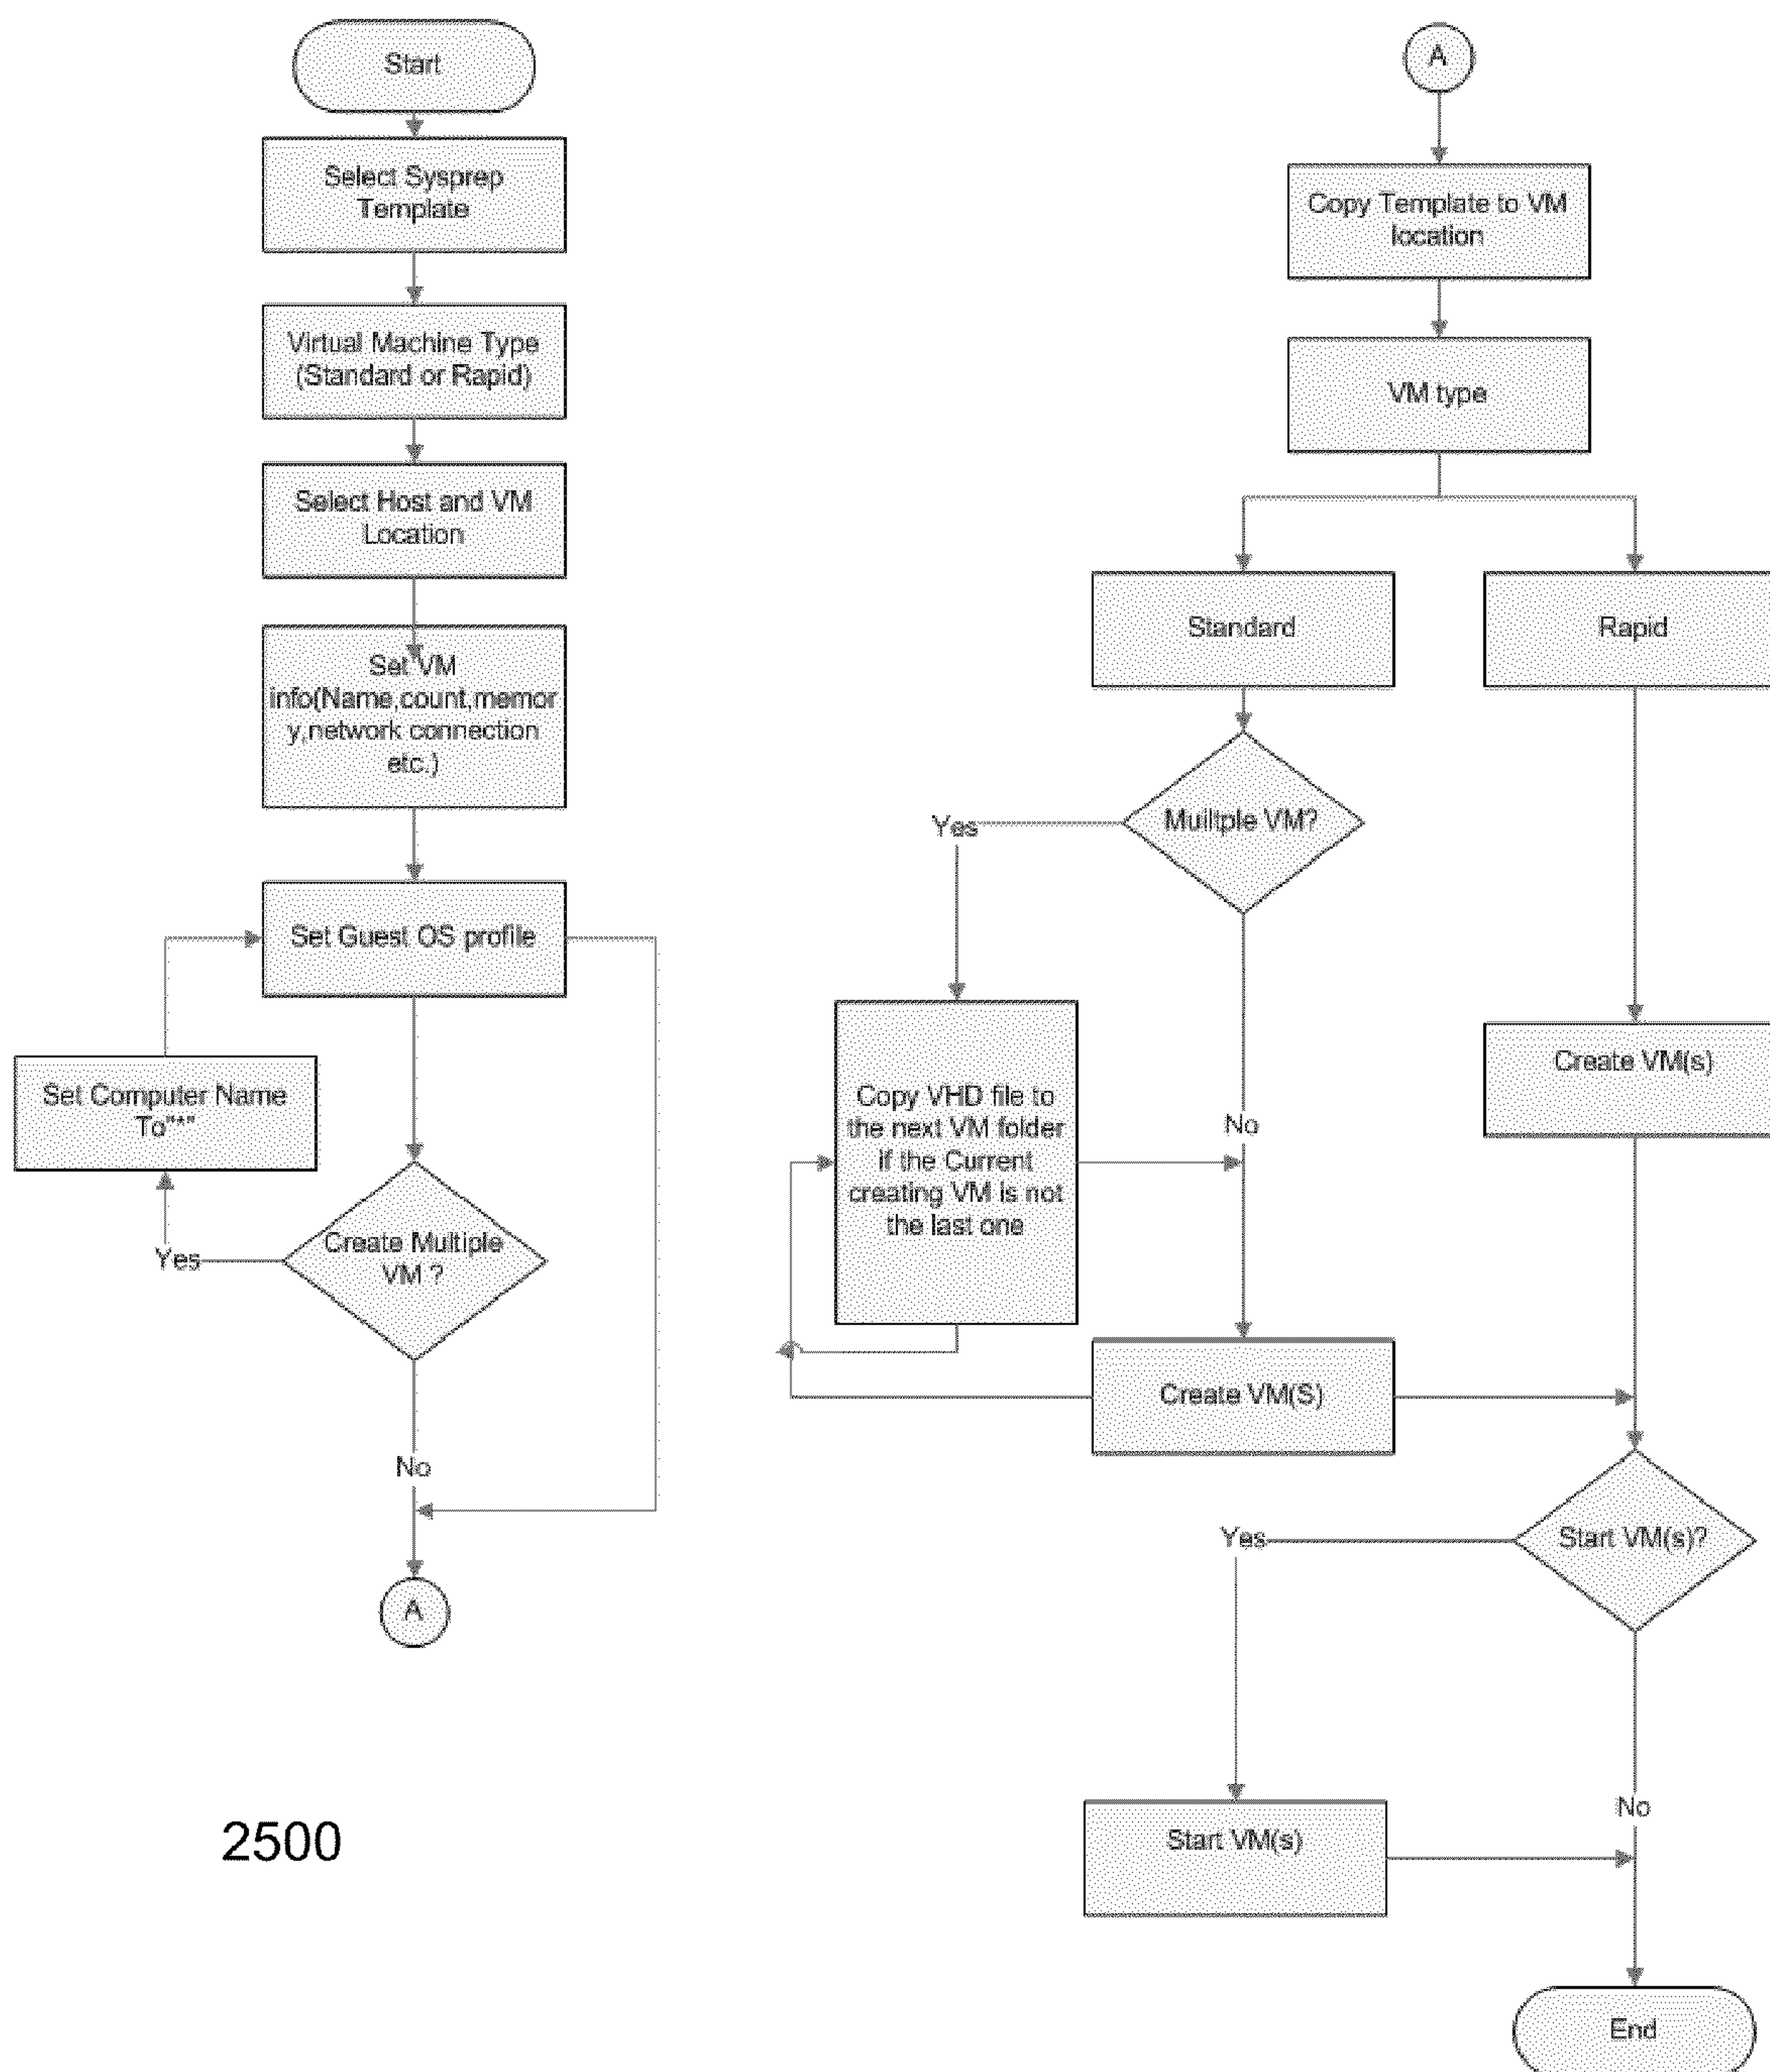 Start
Select Sysprep
Template
Virtual Machine Type
(Standard or Rapid)
Select Host and VM
Location
Set VM
info(Name,count,memor
y,network connection
etc.)
Set Guest OS profile
Set Computer Name
To"*"
Create Multiple
VM ?
Yes
No
A
2500
A
Copy Template to VM
location
VM type
Standard
Rapid
Muiltple VM?
Yes
No
Copy VHD file to
the next VM folder
if the Current
creating VM is not
the last one
Create VM(s)
Create VM(S)
Start VM(s)?
Yes
No
Start VM(s)
End